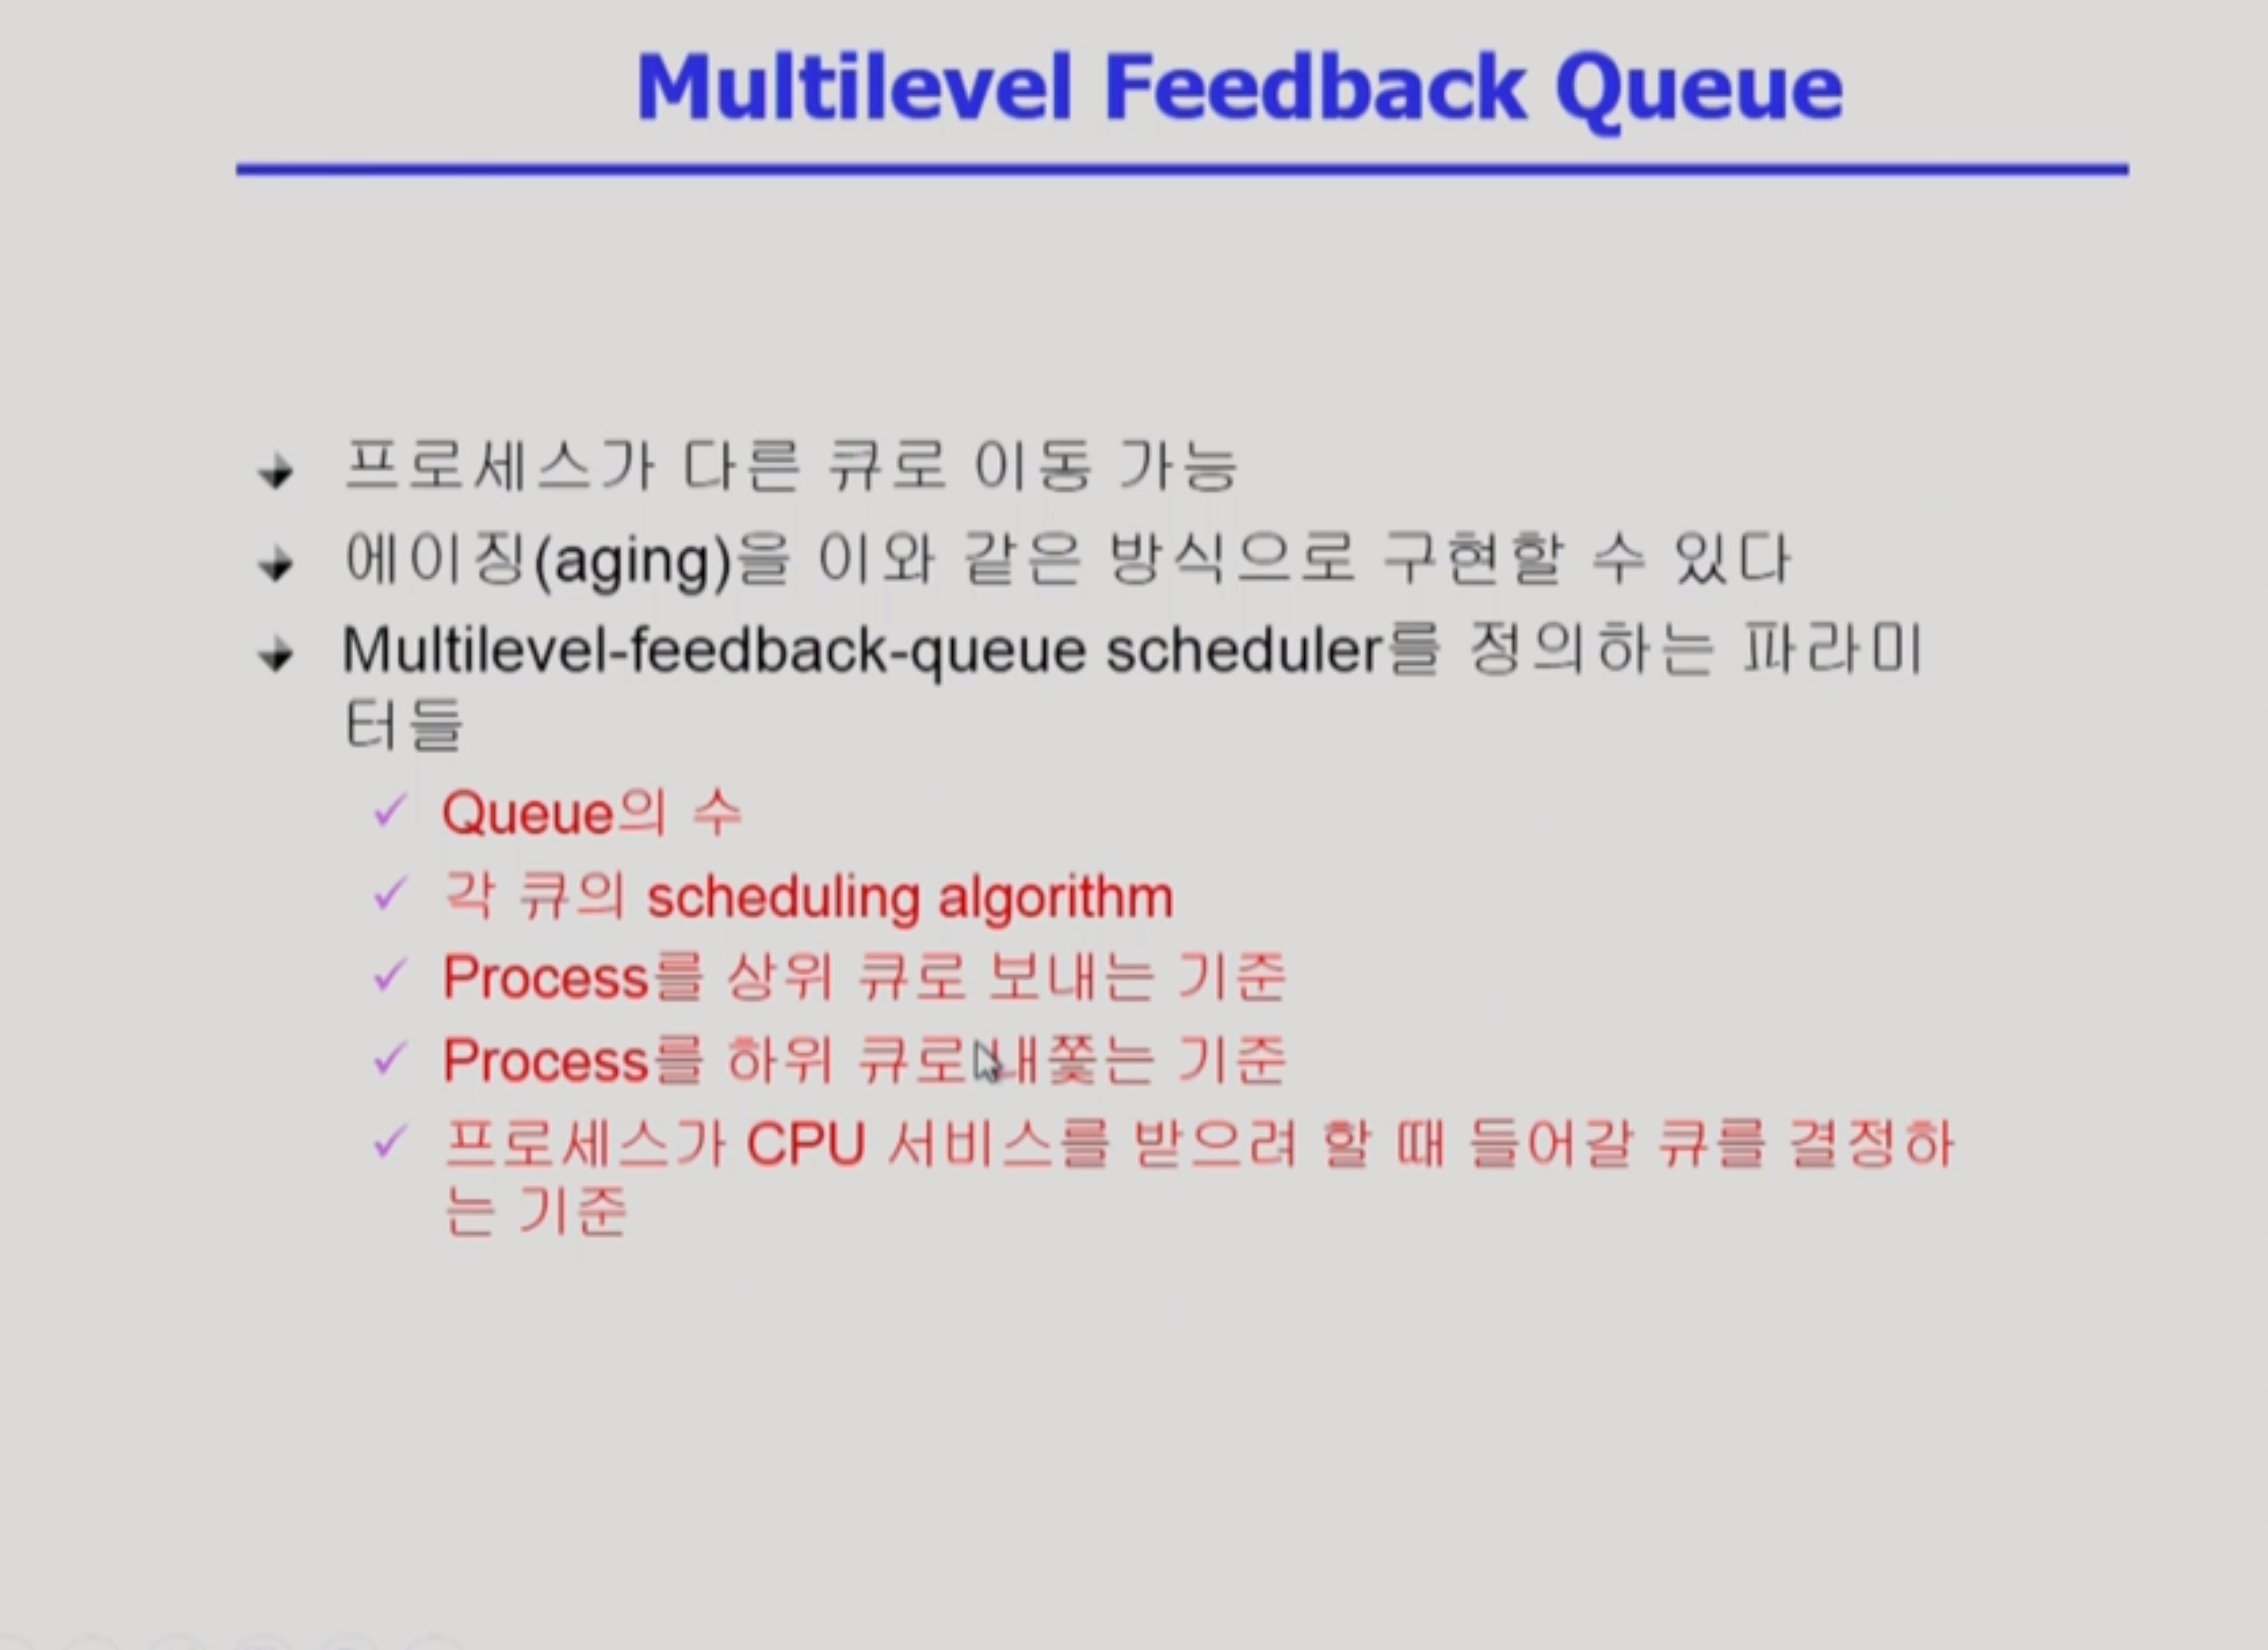 Multilevel Feedback Queue
프로세스가 다른 큐로 이동 가능
에이징(aging)을 이와 같은 방식으로 구현할 수 있다
Multilevel-feedback-queue scheduler를 정의하는 파라미
터들
Queue의 수
각 큐의 scheduling algorithm
Process를 상위 큐로 보내는 기준
Process를 하위 큐로 내쫓는 기준
프로세스가 CPU 서비스를 받으려 할 때 들어갈 큐를 결정하
는 기준